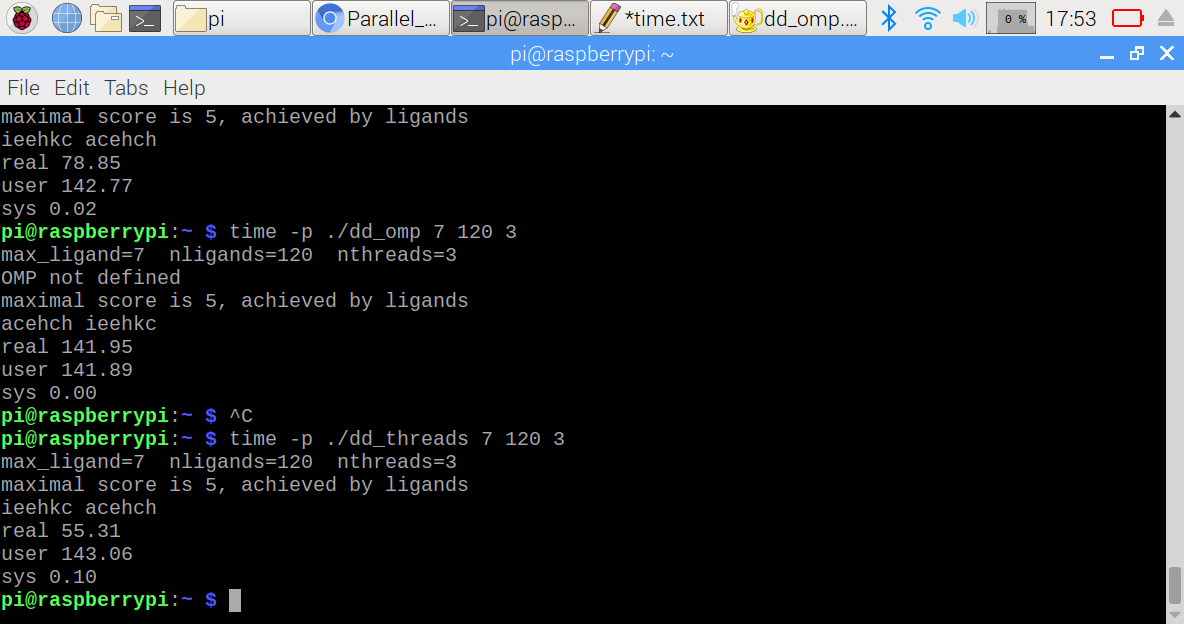 pi
Parallel_...
pi@rasp...
*time.txt
dd_omp....
0 %
17:53
pi@raspberrypi: ~
File Edit Tabs Help
maximal score is 5, achieved by ligands
ieehkc acehch
real 78.85
user 142.77
sys 0.02
pi@raspberrypi:~ $ time -p ./dd_omp 7 120 3
max_ligand=7  nligands=120  nthreads=3
OMP not defined
maximal score is 5, achieved by ligands
acehch ieehkc
real 141.95
user 141.89
sys 0.00
pi@raspberrypi:~ $ ^C
pi@raspberrypi:~ $ time -p ./dd_threads 7 120 3
max_ligand=7  nligands=120  nthreads=3
maximal score is 5, achieved by ligands
ieehkc acehch
real 55.31
user 143.06
sys 0.10
pi@raspberrypi:~ $